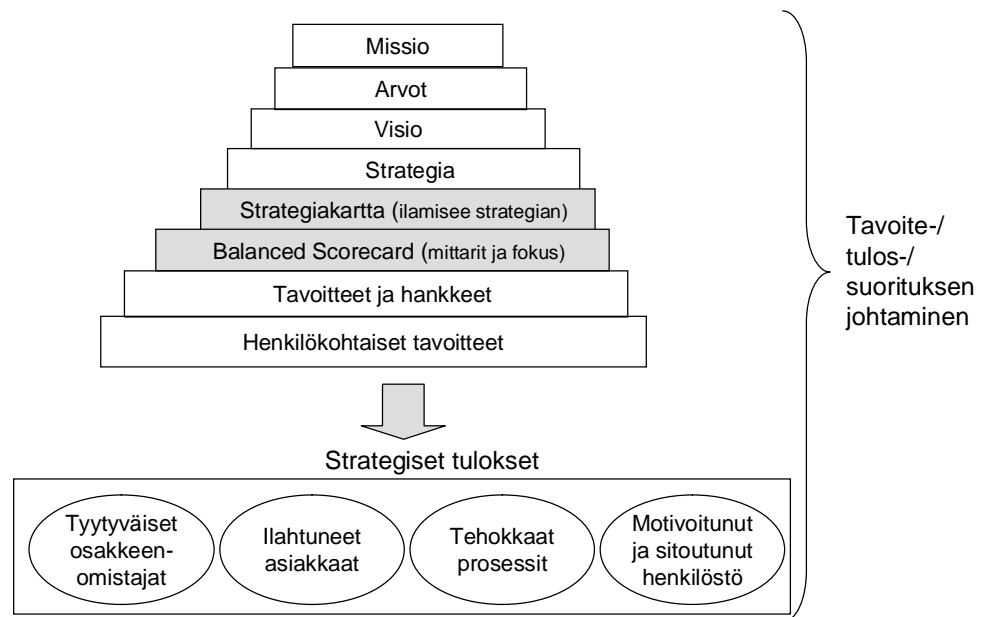 Missio
Arvot
Visio
Strategia
Strategiakartta (ilamisee strategian)
Balanced Scorecard (mittarit ja fokus)
Tavoitteet ja hankkeet
Henkilökohtaiset tavoitteet
Tavoite-/
tulos-/
suorituksen
johtaminen
Strategiset tulokset
Tyytyväiset
osakkeen-
omistajat
Ilahtuneet
asiakkaat
Tehokkaat
prosessit
Motivoitunut
ja sitoutunut
henkilöstö